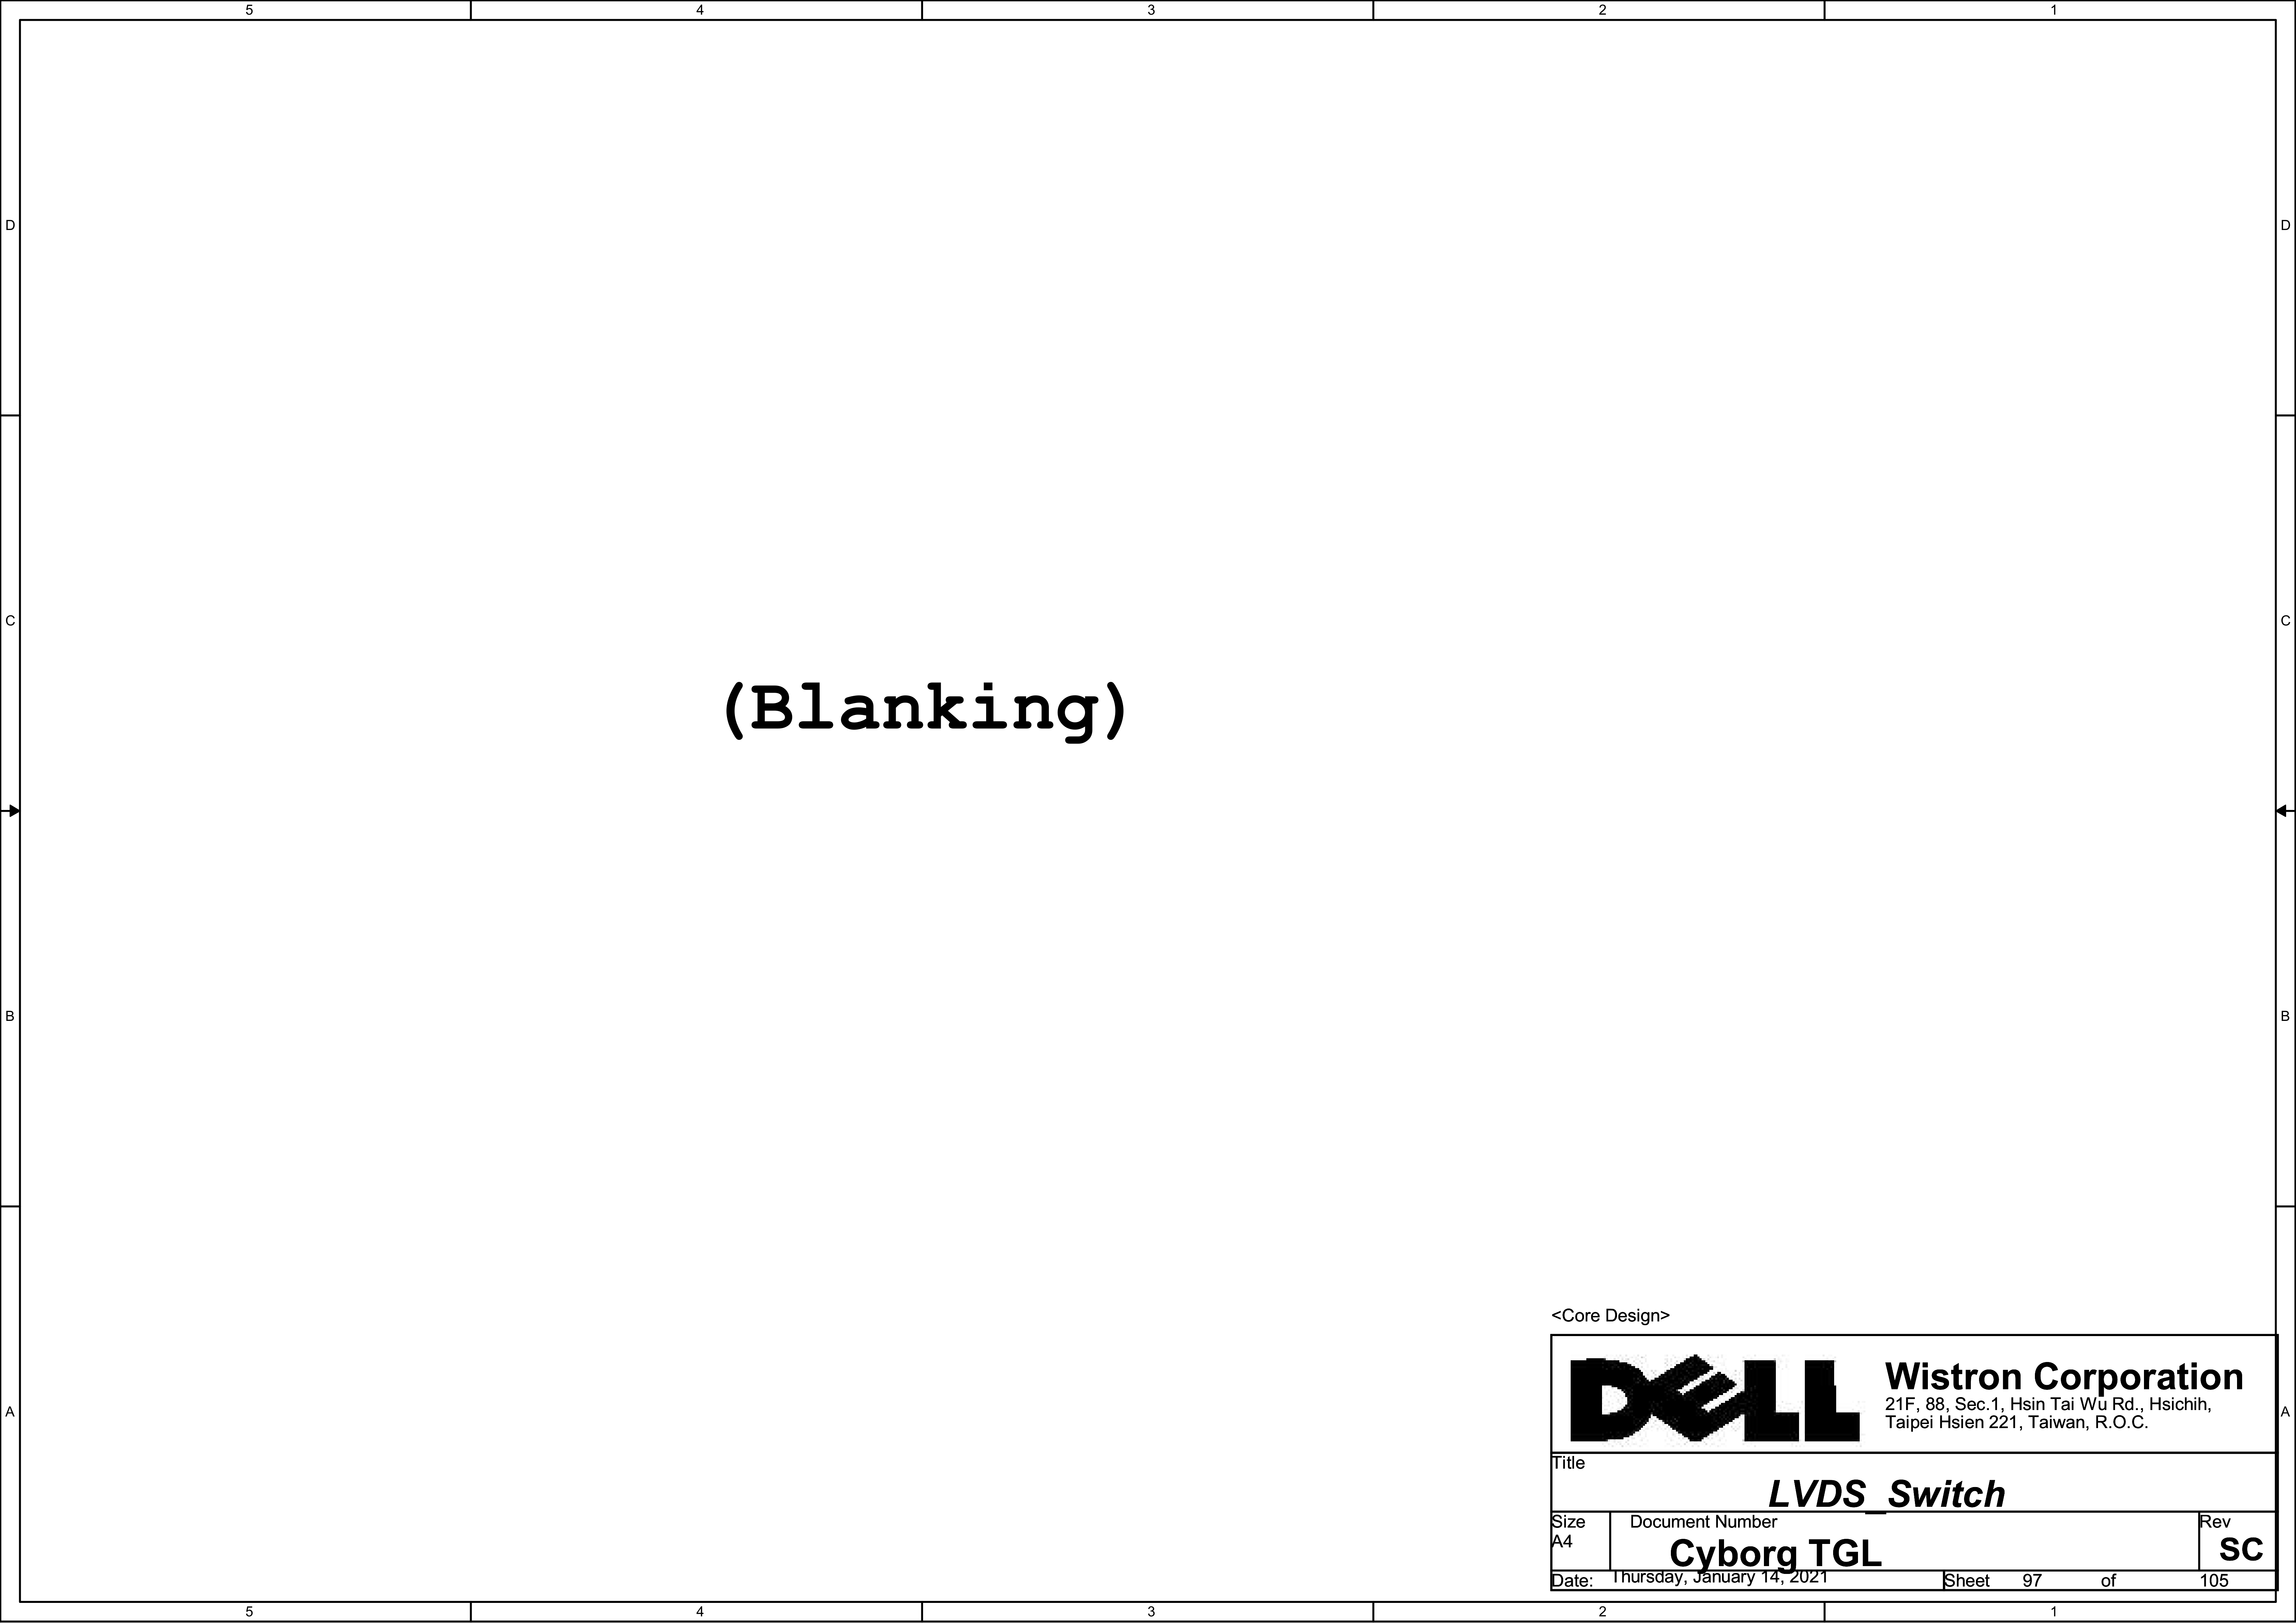 5 4 3 2 1
D D
C C
(Blanking)
B B
<Core Design>
DELL
Wistron Corporation
21F, 88, Sec.1, Hsin Tai Wu Rd., Hsichih,
Taipei Hsien 221, Taiwan, R.O.C.
A A
Title
LVDS_Switch
Size Document Number Rev
A4 Cyborg TGL SC
Date: Thursday, January 14, 2021 Sheet 97 of 105
5 4 3 2 1